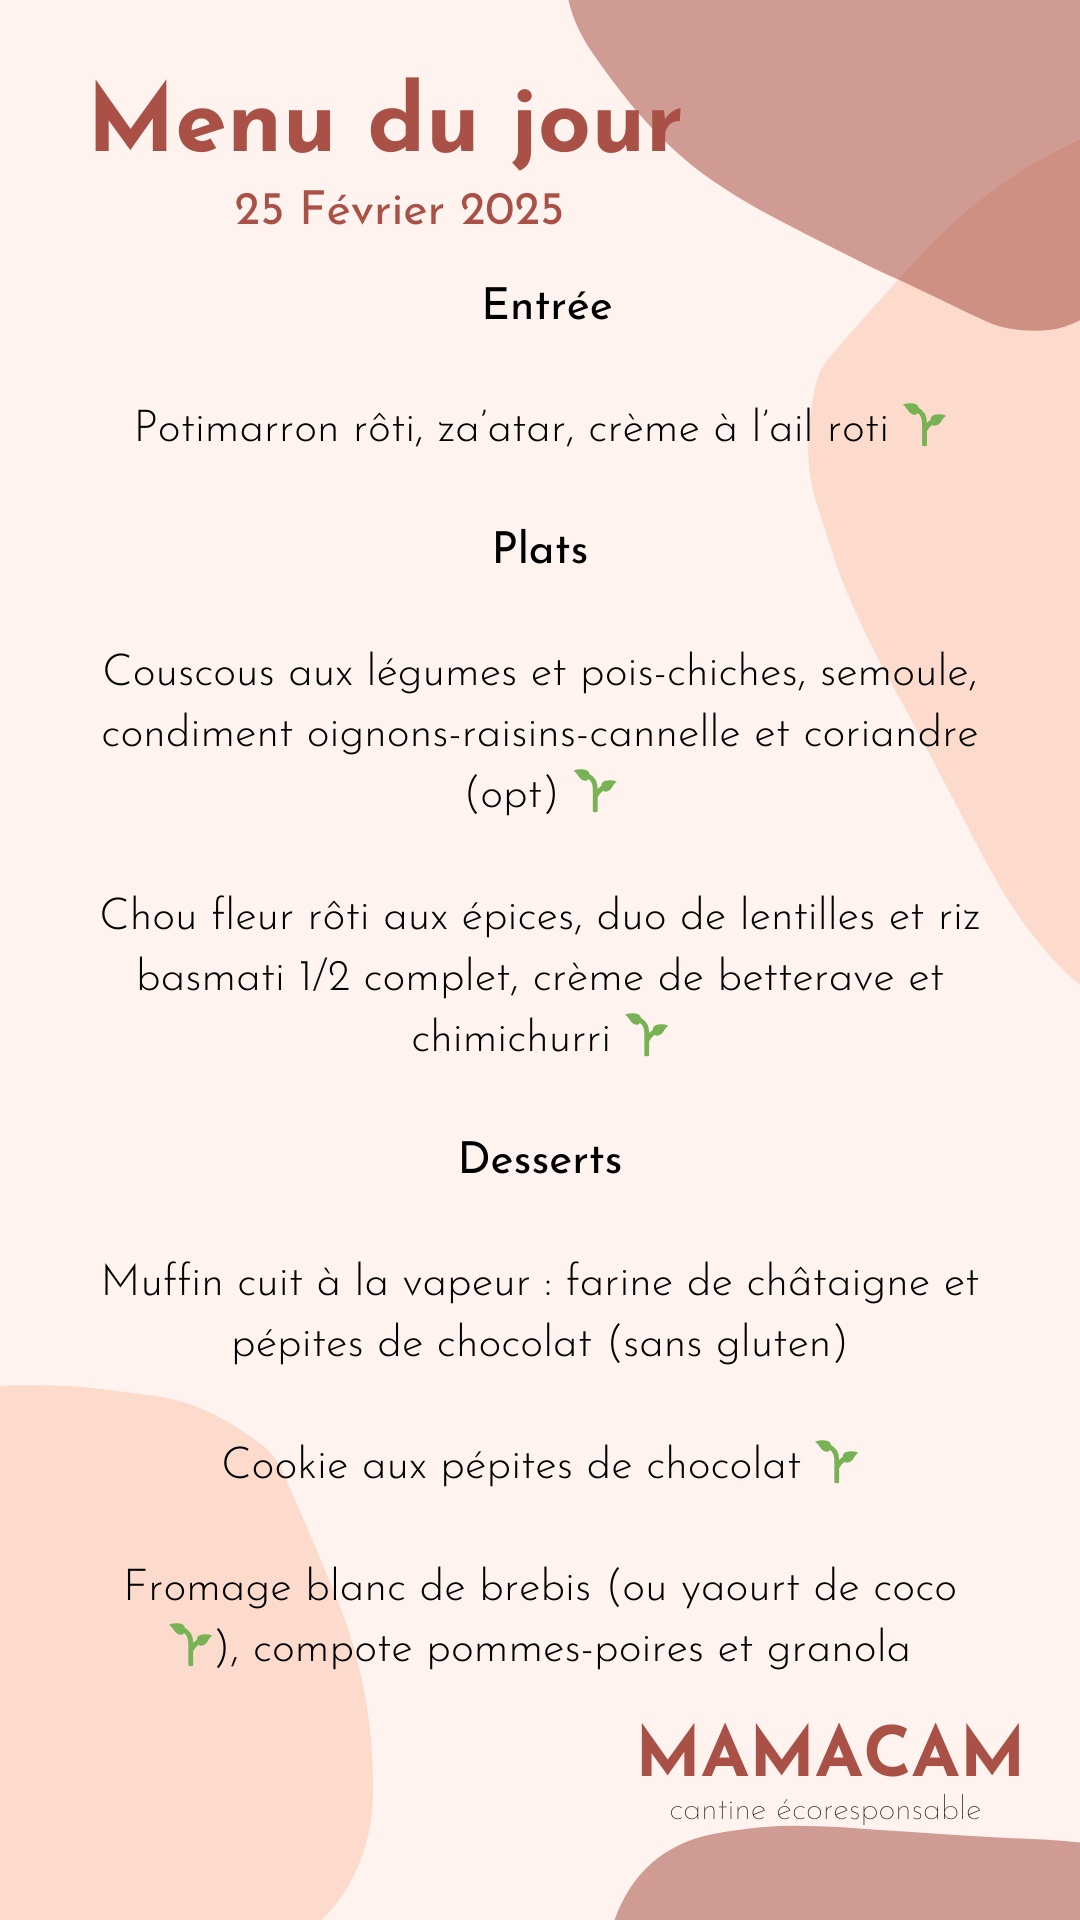 Menu du jour
25 Février 2025
Entrée
Potimarron rôti, za’atar, crème à l’ail roti 🌱
Plats
Couscous aux légumes et pois-chiches, semoule,
condiment oignons-raisins-cannelle et coriandre
(opt) 🌱
Chou fleur rôti aux épices, duo de lentilles et riz
basmati 1/2 complet, crème de betterave et
chimichurri 🌱
Desserts
Muffin cuit à la vapeur : farine de châtaigne et
pépites de chocolat (sans gluten)
Cookie aux pépites de chocolat 🌱
Fromage blanc de brebis (ou yaourt de coco
🌱), compote pommes-poires et granola
MAMACAM
cantine écoresponsable